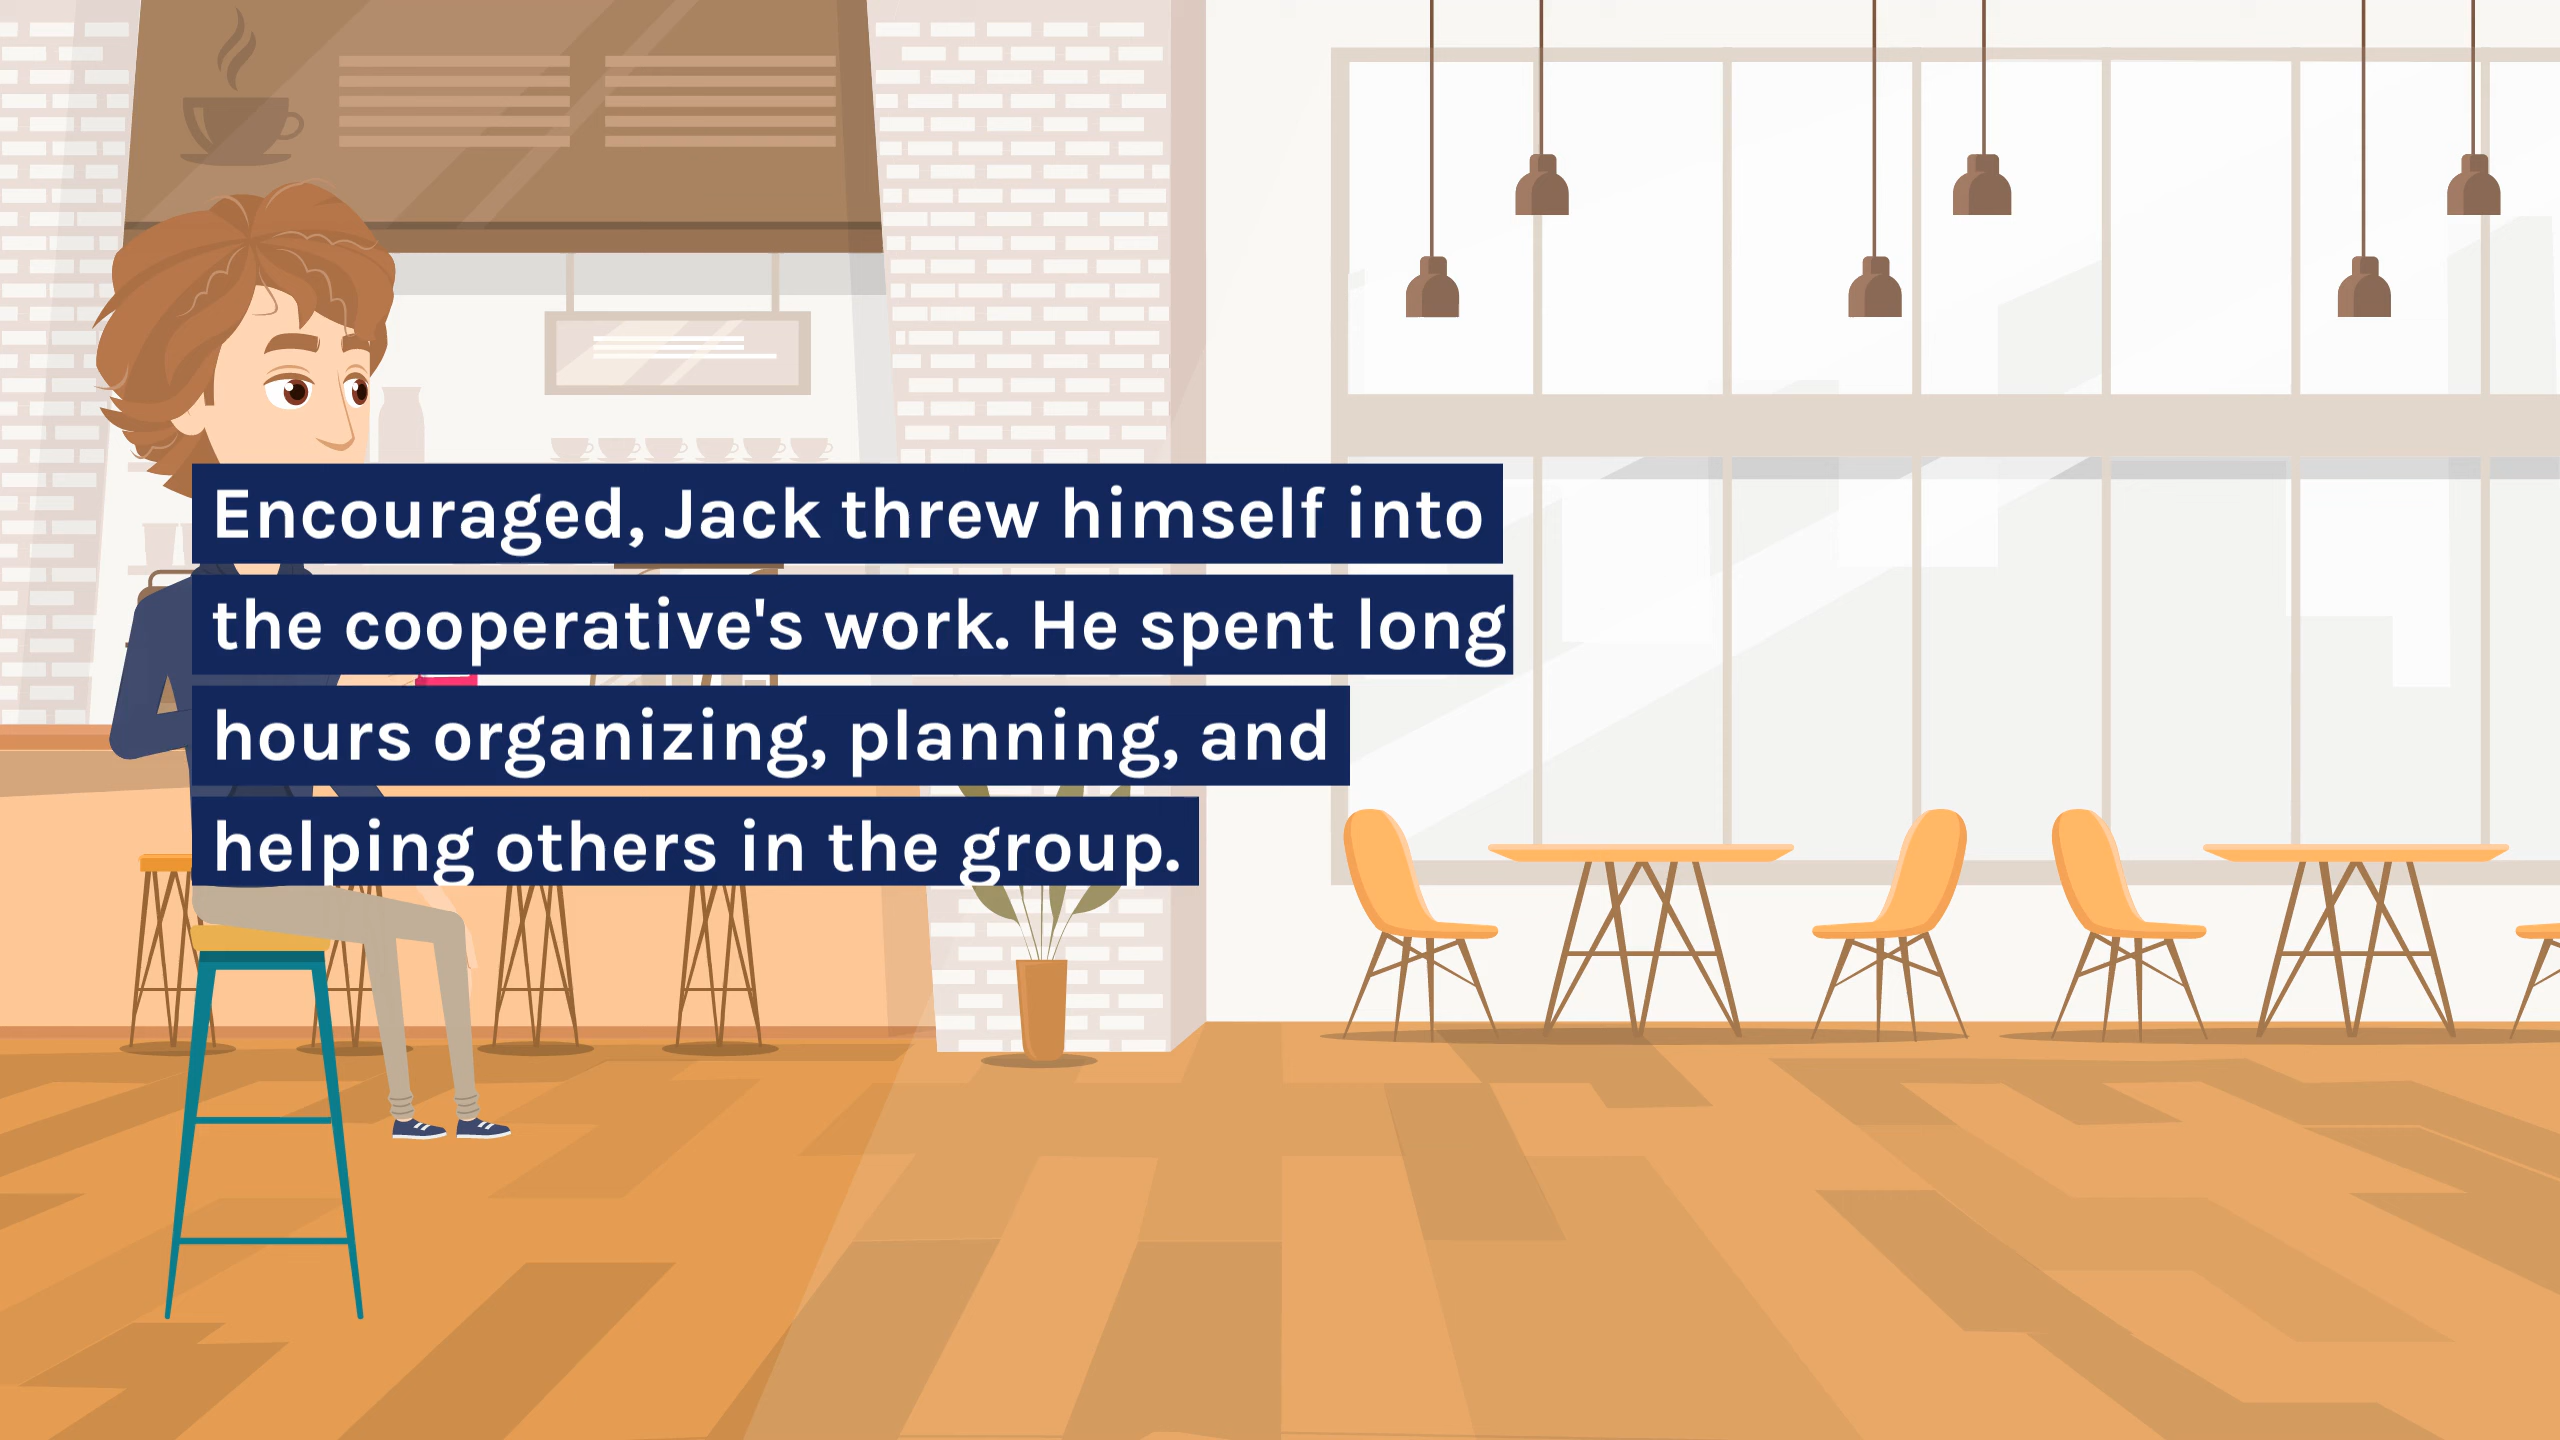 Encouraged, Jack threw himself into
the cooperative's work. He spent long
hours organizing, planning, and
helping others in the group.